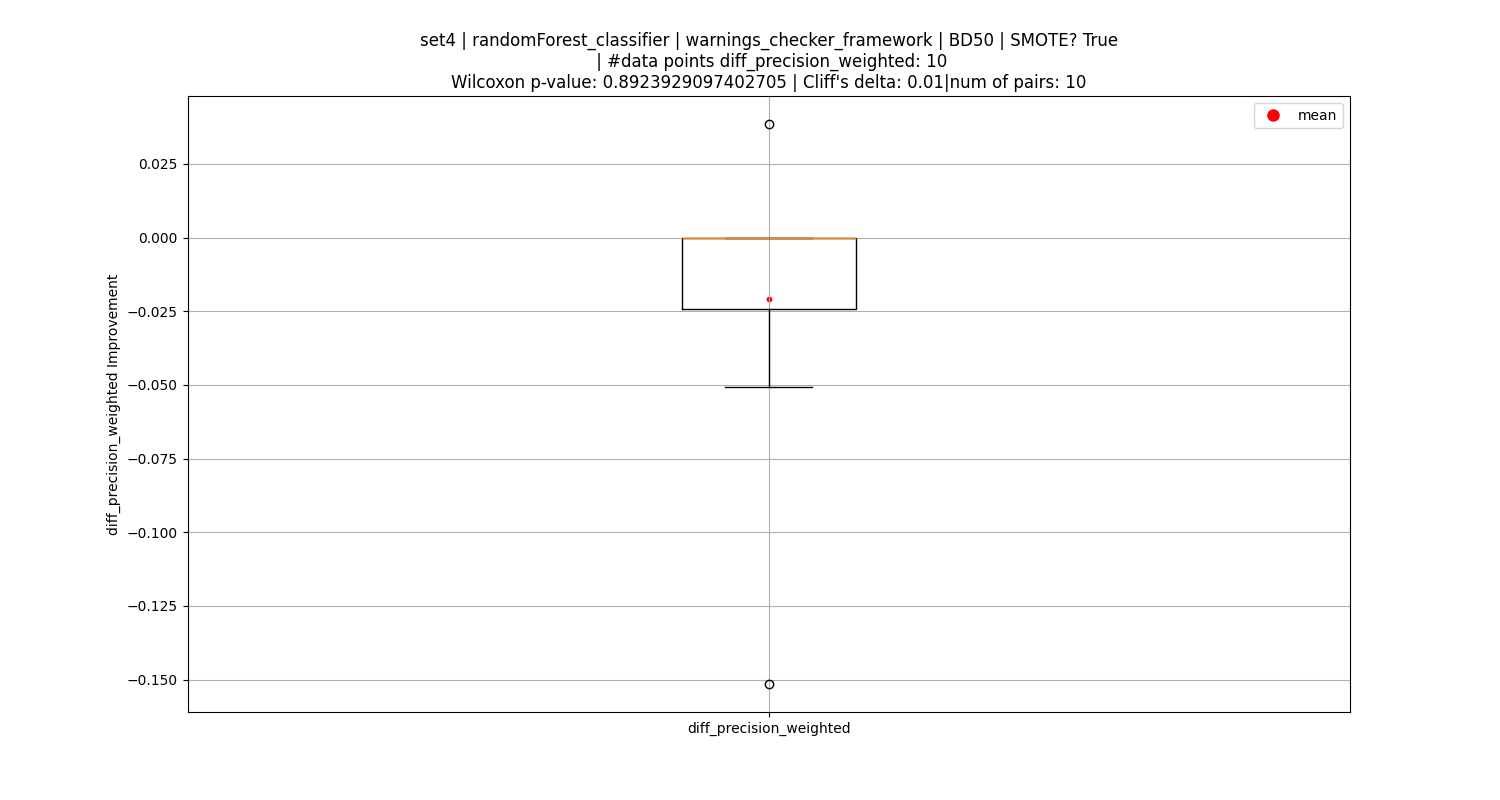 set4 | randomForest_classifier | warnings_checker_framework | BD50 | SMOTE? True
| #data points diff_precision_weighted: 10
Wilcoxon p-value: 0.8923929097402705 | Cliff's delta: 0.01|num of pairs: 10
mean
0.025
0.000
−0.025
−0.050
−0.075
−0.100
−0.125
−0.150
diff_precision_weighted Improvement
diff_precision_weighted